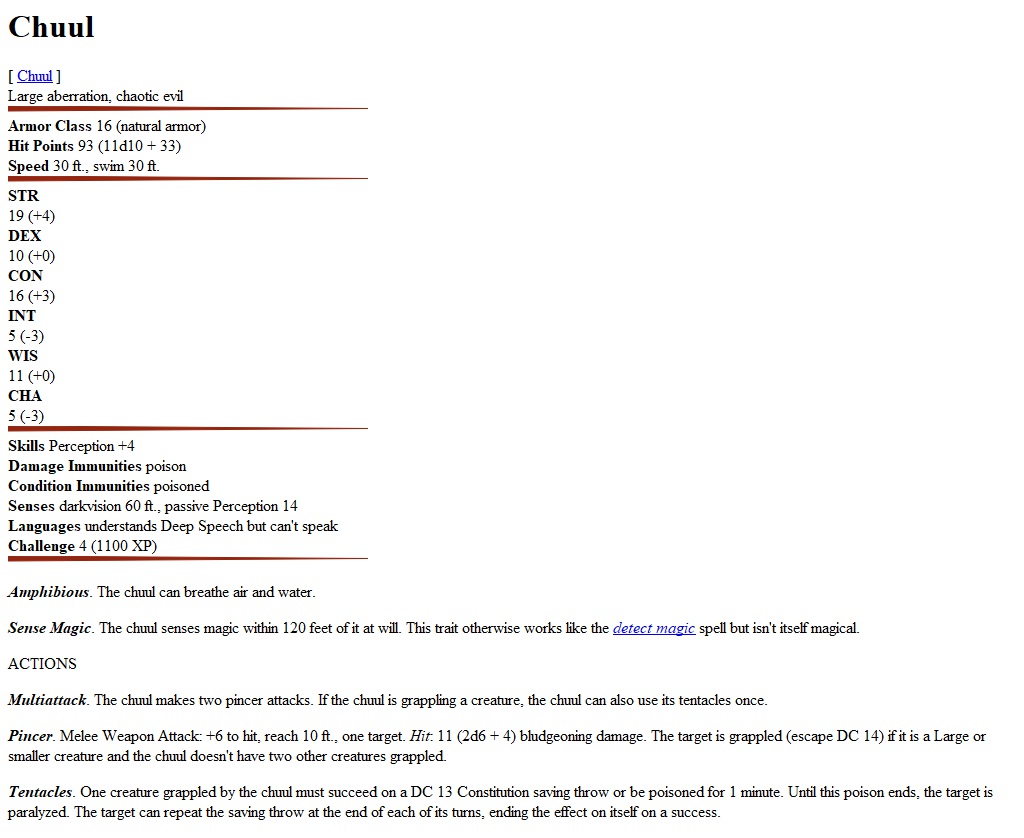 Chuul
[ Chuul ]
Large aberration, chaotic evil
Armor Class 16 (natural armor)
Hit Points 93 (11d10 + 33)
Speed 30 ft., swim 30 ft.
STR
19 (+4)
DEX
10 (+0)
CON
16 (+3)
INT
5 (-3)
WIS
11 (+0)
CHA
5 (-3)
Skills Perception +4
Damage Immunities poison
Condition Immunities poisoned
Senses darkvision 60 ft., passive Perception 14
Languages understands Deep Speech but can't speak
Challenge 4 (1100 XP)
Amphibious. The chuul can breathe air and water.
Sense Magic. The chuul senses magic within 120 feet of it at will. This trait otherwise works like the detect magic spell but isn't itself magical.
ACTIONS
Multiattack. The chuul makes two pincer attacks. If the chuul is grappling a creature, the chuul can also use its tentacles once.
Pincer. Melee Weapon Attack: +6 to hit, reach 10 ft., one target. Hit: 11 (2d6 + 4) bludgeoning damage. The target is grappled (escape DC 14) if it is a Large or
smaller creature and the chuul doesn't have two other creatures grappled.
Tentacles. One creature grappled by the chuul must succeed on a DC 13 Constitution saving throw or be poisoned for 1 minute. Until this poison ends, the target is
paralyzed. The target can repeat the saving throw at the end of each of its turns, ending the effect on itself on a success.